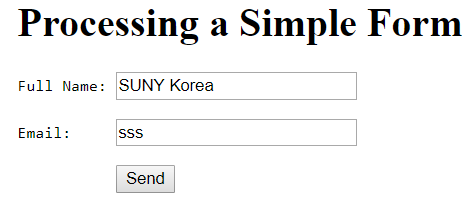 Processing a Simple Form
Full Name: SUNY Korea
Email: sss
Send